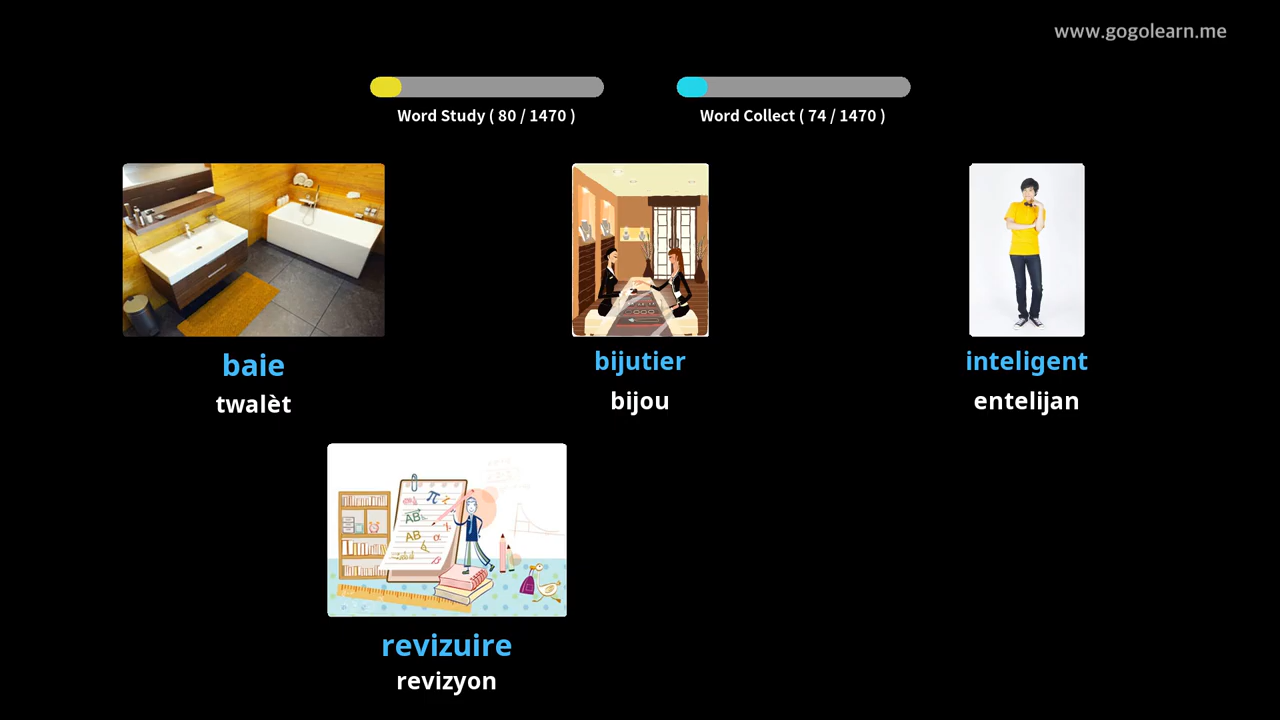 www.gogolearn.me
Word Study ( 80 / 1470 )
Word Collect ( 74 / 1470 )
baie
twalèt
bijutier
bijou
inteligent
entelijan
revizuire
revizyon